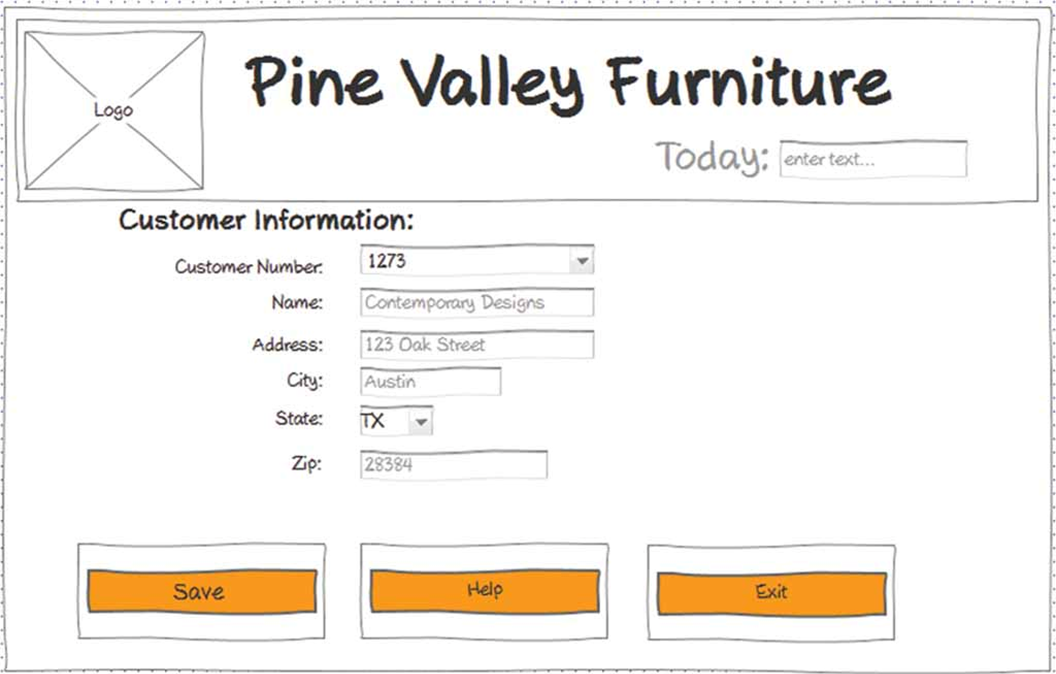 Logo
Pine Valley Furniture
Today: enter text...
Customer Information:
Customer Number: 1273
Name: Contemporary Designs
Address: 123 Oak Street
City: Austin
State: TX
Zip: 28384
Save Help Exit